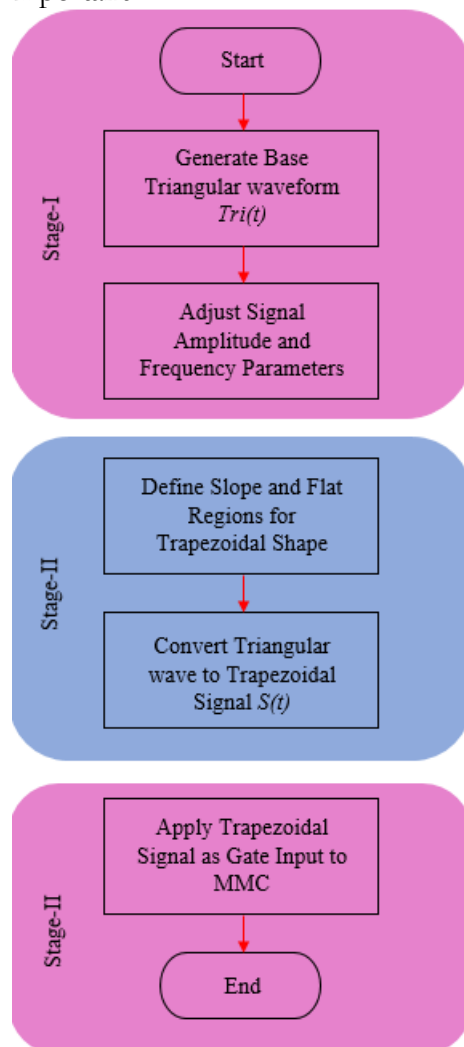 Start
Generate Base
Triangular waveform
Tri(t)
Adjust Signal
Amplitude and
Frequency Parameters
Stage-I
Define Slope and Flat
Regions for
Trapezoidal Shape
Convert Triangular
wave to Trapezoidal
Signal S(t)
Stage-II
Apply Trapezoidal
Signal as Gate Input to
MMC
End
Stage-II